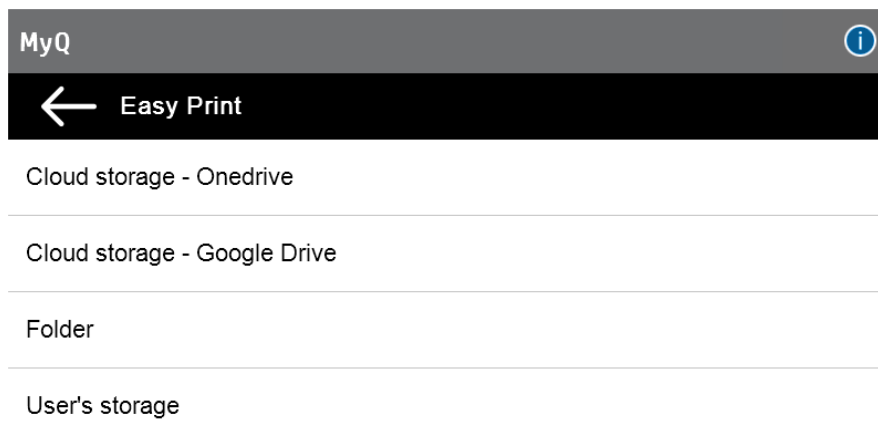 MyQ
Easy Print
Cloud storage - Onedrive
Cloud storage - Google Drive
Folder
User's storage